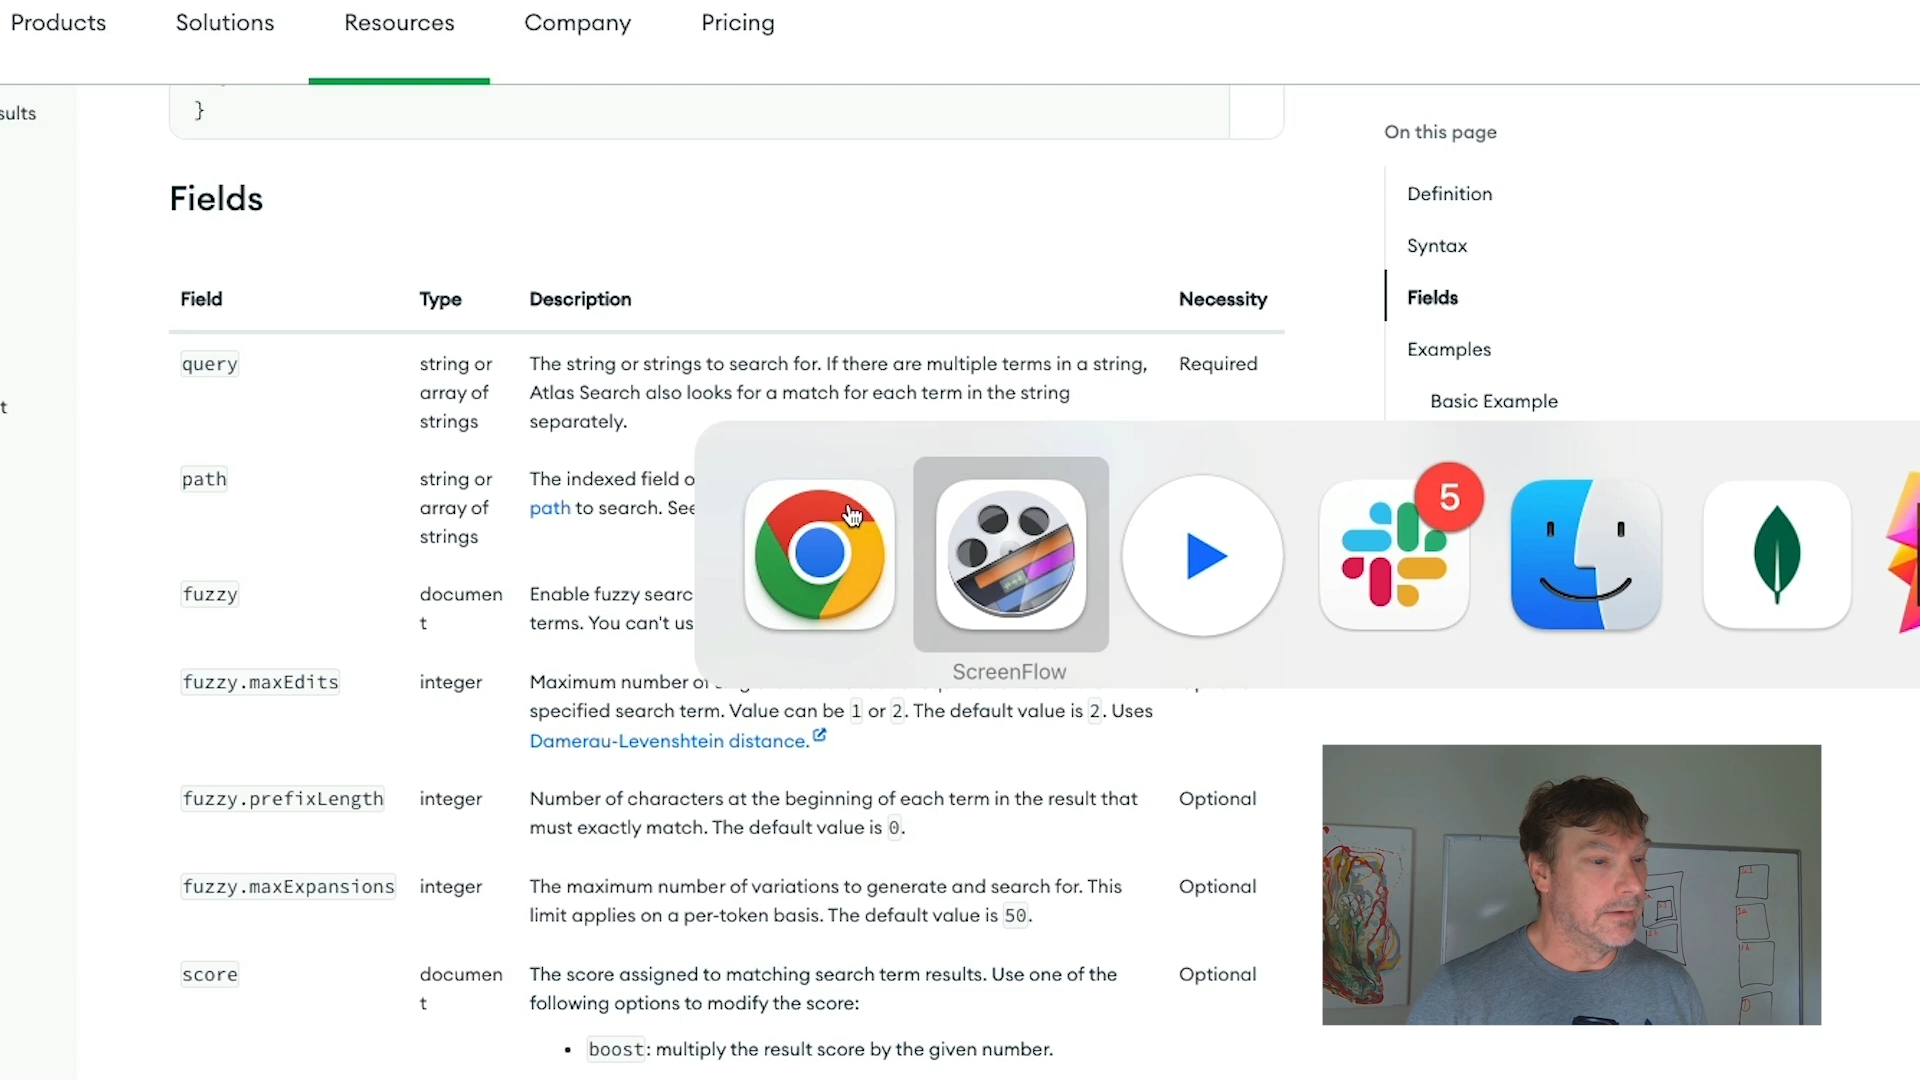 Products Solutions Resources Company Pricing
sults
}
On this page
Definition
Syntax
Fields
Examples
Basic Example
t
Fields
Field Type Description Necessity
query string or array of strings The string or strings to search for. If there are multiple terms in a string, Required
Atlas Search also looks for a match for each term in the string
separately.
path string or array of strings The indexed field o
path to search. See
fuzzy documen
t Enable fuzzy searc
terms. You can't us
5
ScreenFlow
fuzzy.maxEdits integer Maximum number of
specified search term. Value can be 1 or 2. The default value is 2. Uses
Damerau-Levenshtein distance.
fuzzy.prefixLength integer Number of characters at the beginning of each term in the result that Optional
must exactly match. The default value is 0.
fuzzy.maxExpansions integer The maximum number of variations to generate and search for. This Optional
limit applies on a per-token basis. The default value is 50.
score documen
t The score assigned to matching search term results. Use one of the Optional
following options to modify the score:
• boost: multiply the result score by the given number.